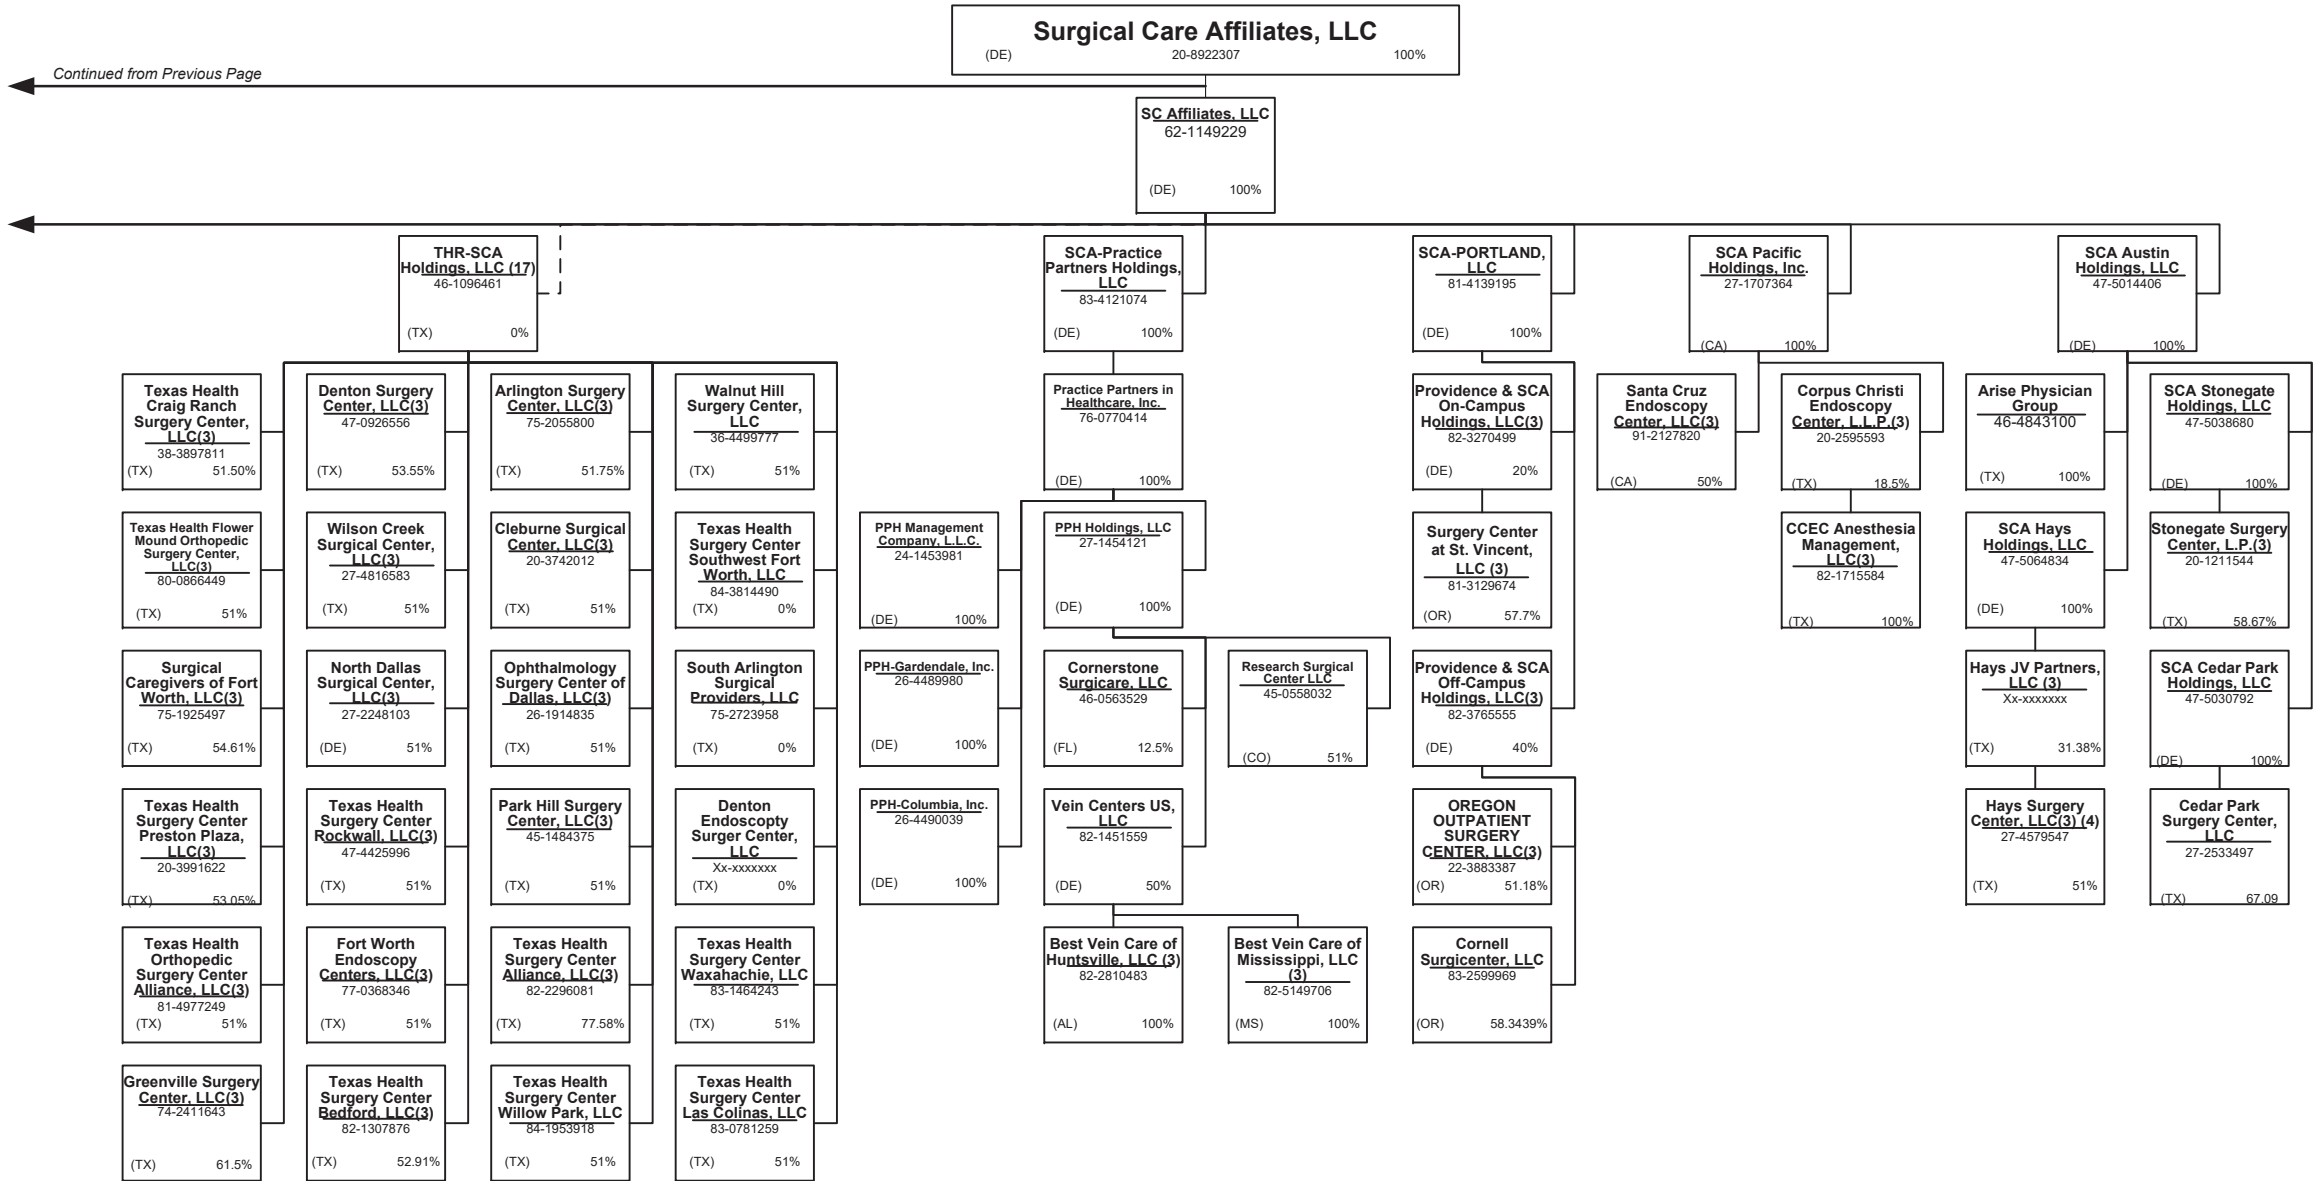 Surgical Care Affiliates, LLC
(DE) 20-8922307 100%
Continued from Previous Page
SC Affiliates, LLC
62-1149229
(DE) 100%
THR-SCA
Holdings, LLC (17)
46-1096461
(TX) 0%
SCA-Practice
Partners Holdings,
LLC
83-4121074
(DE) 100%
SCA-PORTLAND,
LLC
81-4139195
(DE) 100%
SCA Pacific
Holdings, Inc.
27-1707364
(CA) 100%
SCA Austin
Holdings, LLC
47-5014406
(DE) 100%
Texas Health
Craig Ranch
Surgery Center,
LLC(3)
38-3897811
(TX) 51.50%
Denton Surgery
Center, LLC(3)
47-0926556
(TX) 53.55%
Arlington Surgery
Center, LLC(3)
75-2055800
(TX) 51.75%
Walnut Hill
Surgery Center,
LLC
36-4499777
(TX) 51%
Practice Partners in
Healthcare, Inc.
76-0770414
(DE) 100%
Providence & SCA
On-Campus
Holdings, LLC(3)
82-3270499
(DE) 20%
Santa Cruz
Endoscopy
Center, LLC(3)
91-2127820
(CA) 50%
Corpus Christi
Endoscopy
Center, L.L.P.(3)
20-2595593
(TX) 18.5%
Arise Physician
Group
46-4843100
(TX) 100%
SCA Stonegate
Holdings, LLC
47-5038680
(DE) 100%
Texas Health Flower
Mound Orthopedic
Surgery Center,
LLC(3)
80-0866449
(TX) 51%
Wilson Creek
Surgical Center,
LLC(3)
27-4816583
(TX) 51%
Cleburne Surgical
Center, LLC(3)
20-3742012
(TX) 51%
Texas Health
Surgery Center
Southwest Fort
Worth, LLC
84-3814490
(TX) 0%
PPH Management
Company, L.L.C.
24-1453981
(DE) 100%
PPH Holdings, LLC
27-1454121
(DE) 100%
Surgery Center
at St. Vincent,
LLC (3)
81-3129674
(OR) 57.7%
CCEC Anesthesia
Management,
LLC(3)
82-1715584
(TX) 100%
SCA Hays
Holdings, LLC
47-5064834
(DE) 100%
Stonegate Surgery
Center, L.P.(3)
20-1211544
(TX) 58.67%
Surgical
Caregivers of Fort
Worth, LLC(3)
75-1925497
(TX) 54.61%
North Dallas
Surgical Center,
LLC(3)
27-2248103
(DE) 51%
Ophthalmology
Surgery Center of
Dallas, LLC(3)
26-1914835
(TX) 51%
South Arlington
Surgical
Providers, LLC
75-2723958
(TX) 0%
PPH-Gardendale, Inc.
26-4489980
(DE) 100%
Cornerstone
Surgicare, LLC
46-0563529
(FL) 12.5%
Research Surgical
Center LLC
45-0558032
(CO) 51%
Providence & SCA
Off-Campus
Holdings, LLC(3)
82-3765555
(DE) 40%
Hays JV Partners,
LLC (3)
Xx-xxxxxxx
(TX) 31.38%
SCA Cedar Park
Holdings, LLC
47-5030792
(DE) 100%
Texas Health
Surgery Center
Preston Plaza,
LLC(3)
20-3991622
(TX) 53.05%
Texas Health
Surgery Center
Rockwall, LLC(3)
47-4425996
(TX) 51%
Park Hill Surgery
Center, LLC(3)
45-1484375
(TX) 51%
Denton
Endoscopty
Surger Center,
LLC
Xx-xxxxxxx
(TX) 0%
PPH-Columbia, Inc.
26-4490039
(DE) 100%
Vein Centers US,
LLC
82-1451559
(DE) 50%
OREGON
OUTPATIENT
SURGERY
CENTER, LLC(3)
22-3883387
(OR) 51.18%
Hays Surgery
Center, LLC(3) (4)
27-4579547
(TX) 51%
Cedar Park
Surgery Center,
LLC
27-2533497
(TX) 67.09
Texas Health
Orthopedic
Surgery Center
Alliance, LLC(3)
81-4977249
(TX) 51%
Fort Worth
Endoscopy
Centers, LLC(3)
77-0368346
(TX) 51%
Texas Health
Surgery Center
Alliance, LLC(3)
82-2296081
(TX) 77.58%
Texas Health
Surgery Center
Waxahachie, LLC
83-1464243
(TX) 51%
Best Vein Care of
Huntsville, LLC (3)
82-2810483
(AL) 100%
Best Vein Care of
Mississippi, LLC
(3)
82-5149706
(MS) 100%
Cornell
Surgicenter, LLC
83-2599969
(OR) 58.3439%
Greenville Surgery
Center, LLC(3)
74-2411643
(TX) 61.5%
Texas Health
Surgery Center
Bedford, LLC(3)
82-1307876
(TX) 52.91%
Texas Health
Surgery Center
Willow Park, LLC
84-1953918
(TX) 51%
Texas Health
Surgery Center
Las Colinas, LLC
83-0781259
(TX) 51%